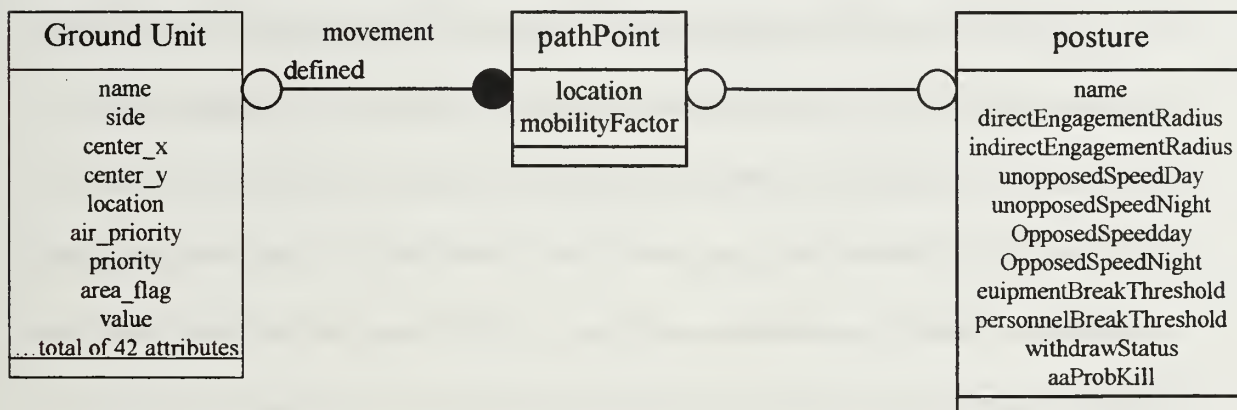 Ground Unit
name
side
center_x
center_y
location
air_priority
priority
area_flag
value
...total of 42 attributes
movement
defined
pathPoint
location
mobilityFactor
posture
name
directEngagementRadius
indirectEngagementRadius
unopposedSpeedDay
unopposedSpeedNight
OpposedSpeedday
OpposedSpeedNight
euipmentBreakThreshold
personnelBreakThreshold
withdrawStatus
aaProbKill